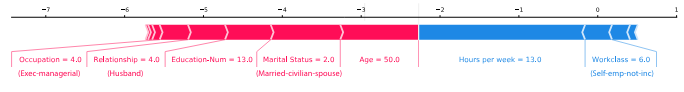 −7 −6 −5 −4 −3 −2 −1 0 1
Occupation = 4.0 Relationship = 4.0 Education-Num = 13.0 Marital Status = 2.0 Age = 50.0 Hours per week = 13.0 Workclass = 6.0
(Exec-managerial) (Husband) (Married-civilian-spouse) (Self-emp-not-inc)